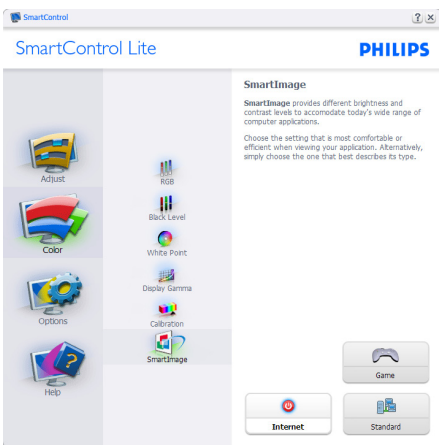 SmartControl
SmartControl Lite
PHILIPS
Adjust
Color
Options
Help
RGB
Black Level
White Point
Display Gamma
Calibration
SmartImage
SmartImage
SmartImage provides different brightness and
contrast levels to accomodate today's wide range of
computer applications.
Choose the setting that is most comfortable or
efficient when viewing your application. Alternatively,
simply choose the one that best describes its type.
Game
Internet
Standard